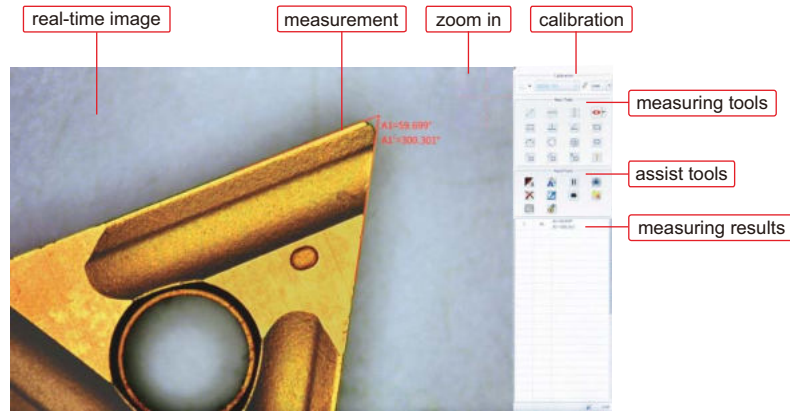 real-time image
measurement
zoom in
calibration
measuring tools
A1=59.699°
A1'=300.301°
assist tools
measuring results